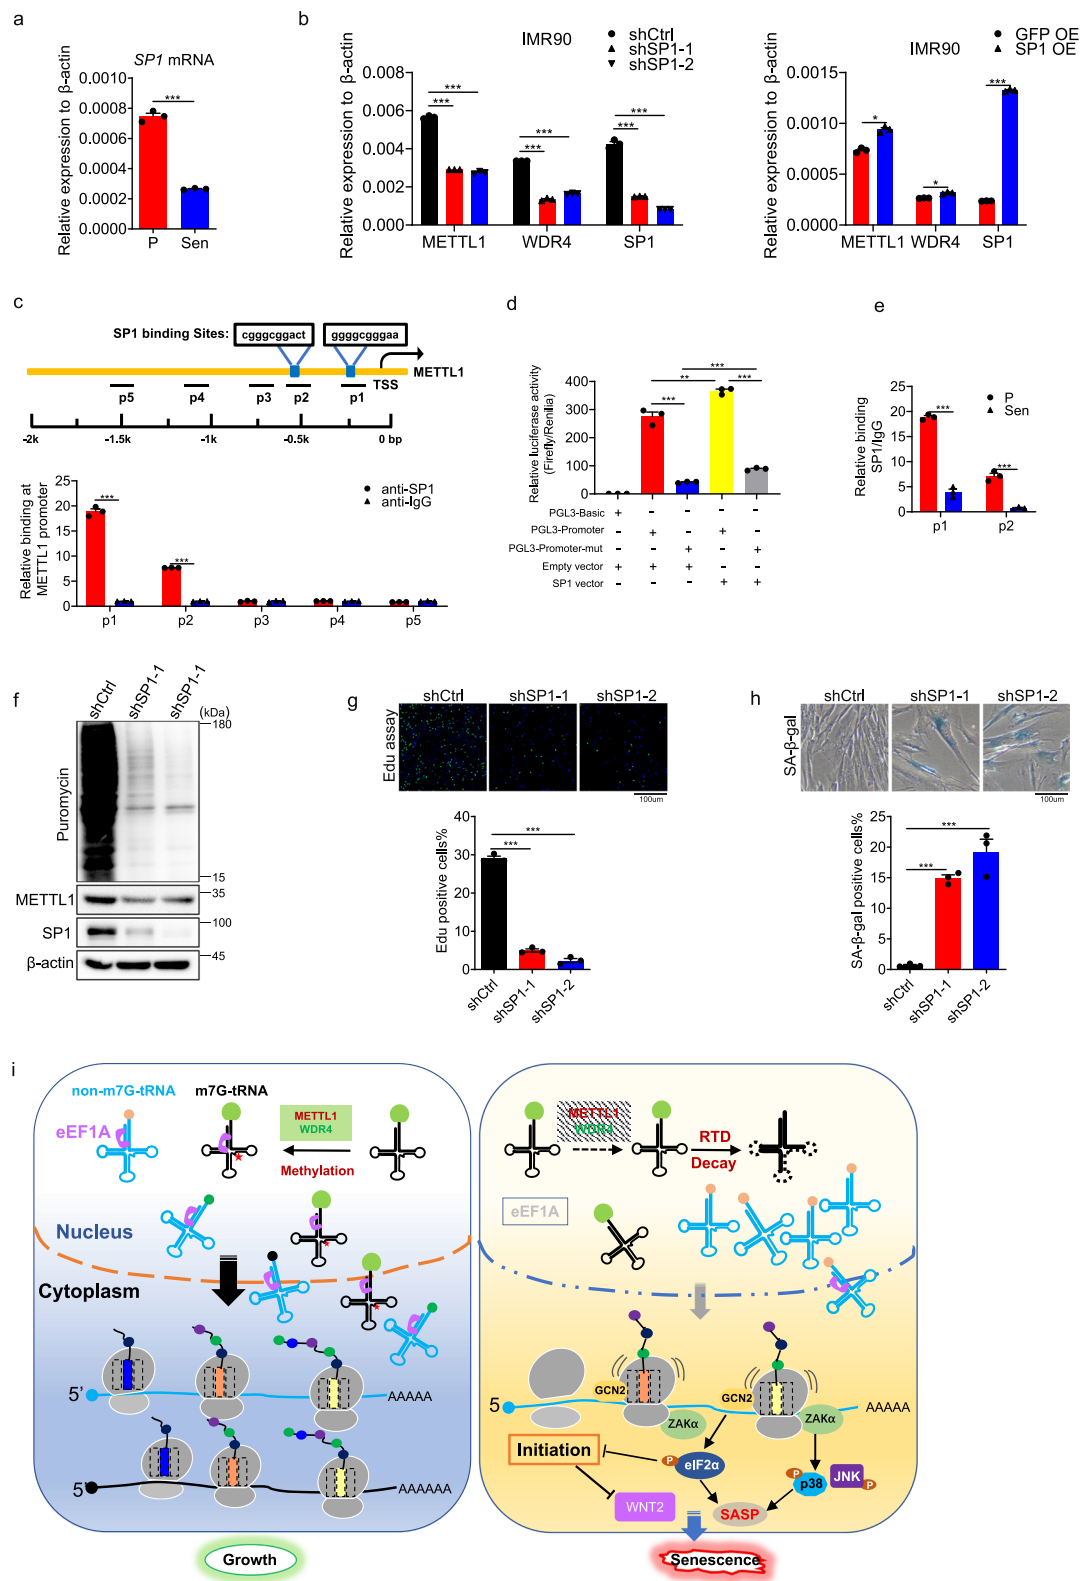 a
SP1 mRNA
Relative expression to β-actin
0.0010
0.0008
0.0006
0.0004
0.0002
0.0000
***
P
Sen
b
IMR90
shCtrl
shSP1-1
shSP1-2
Relative expression to β-actin
0.008
0.006
0.004
0.002
0.000
***
***
***
***
***
***
METTL1
WDR4
SP1
IMR90
GFP OE
SP1 OE
Relative expression to β-actin
0.0015
0.0010
0.0005
0.0000
*
*
***
METTL1
WDR4
SP1
c
SP1 binding Sites:
cgggcggact
ggggcgggaa
METTL1
TSS
p5
p4
p3
p2
p1
-2k
-1.5k
-1k
-0.5k
0 bp
Relative binding at
METTL1 promoter
25
20
15
10
5
0
anti-SP1
anti-IgG
***
***
p1
p2
p3
p4
p5
d
Relative luciferase activity
(Firefly/Renilla)
400
300
200
100
0
***
**
***
***
PGL3-Basic + - - - -
PGL3-Promoter - + - + -
PGL3-Promoter-mut - - + - +
Empty vector + + + - -
SP1 vector - - - + +
e
Relative binding
SP1/IgG
20
15
10
5
0
P
Sen
***
***
p1
p2
f
shCtrl
shSP1-1
shSP1-1
(kDa)
Puromycin
180
15
METTL1
35
SP1
100
β-actin
45
g
shCtrl
shSP1-1
shSP1-2
Edu assay
100um
Edu positive cells%
40
30
20
10
0
***
***
shCtrl
shSP1-1
shSP1-2
h
shCtrl
shSP1-1
shSP1-2
SA-β-gal
100um
SA-β-gal positive cells%
25
20
15
10
5
0
***
***
shCtrl
shSP1-1
shSP1-2
i
non-m7G-tRNA
m7G-tRNA
eEF1A
METTL1
WDR4
Methylation
Nucleus
Cytoplasm
5'
AAAAA
5'
AAAAAA
Growth
METTL1
WDR4
RTD
Decay
eEF1A
GCN2
GCN2
ZAKα
ZAKα
5
AAAAA
Initiation
P
eIF2α
P
p38
JNK
P
WNT2
SASP
Senescence